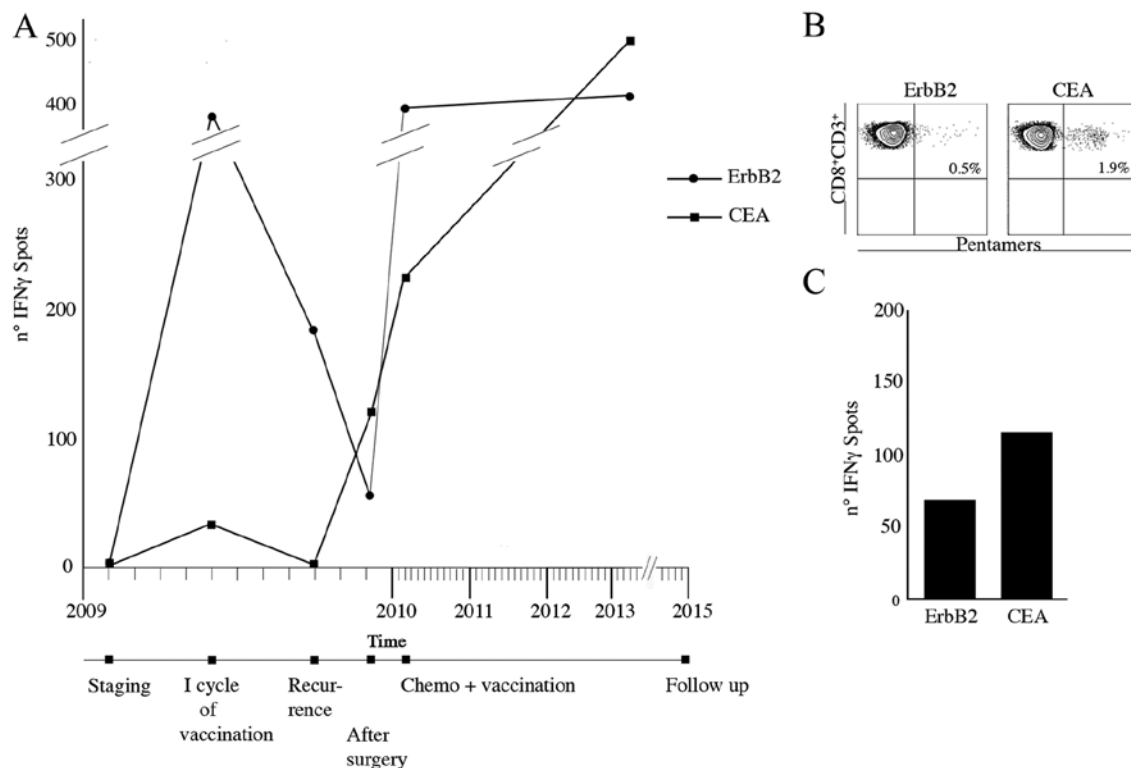 A
500
400
300
200
100
0
n° IFNγ Spots
ErbB2
CEA
2009
2010
2011
2012
2013
2015
Time
Staging
I cycle
of
vaccination
Recur-
rence
After
surgery
Chemo + vaccination
Follow up
B
ErbB2
CEA
CD8⁺CD3⁺
0.5%
1.9%
Pentamers
C
200
150
100
50
0
n° IFNγ Spots
ErbB2
CEA